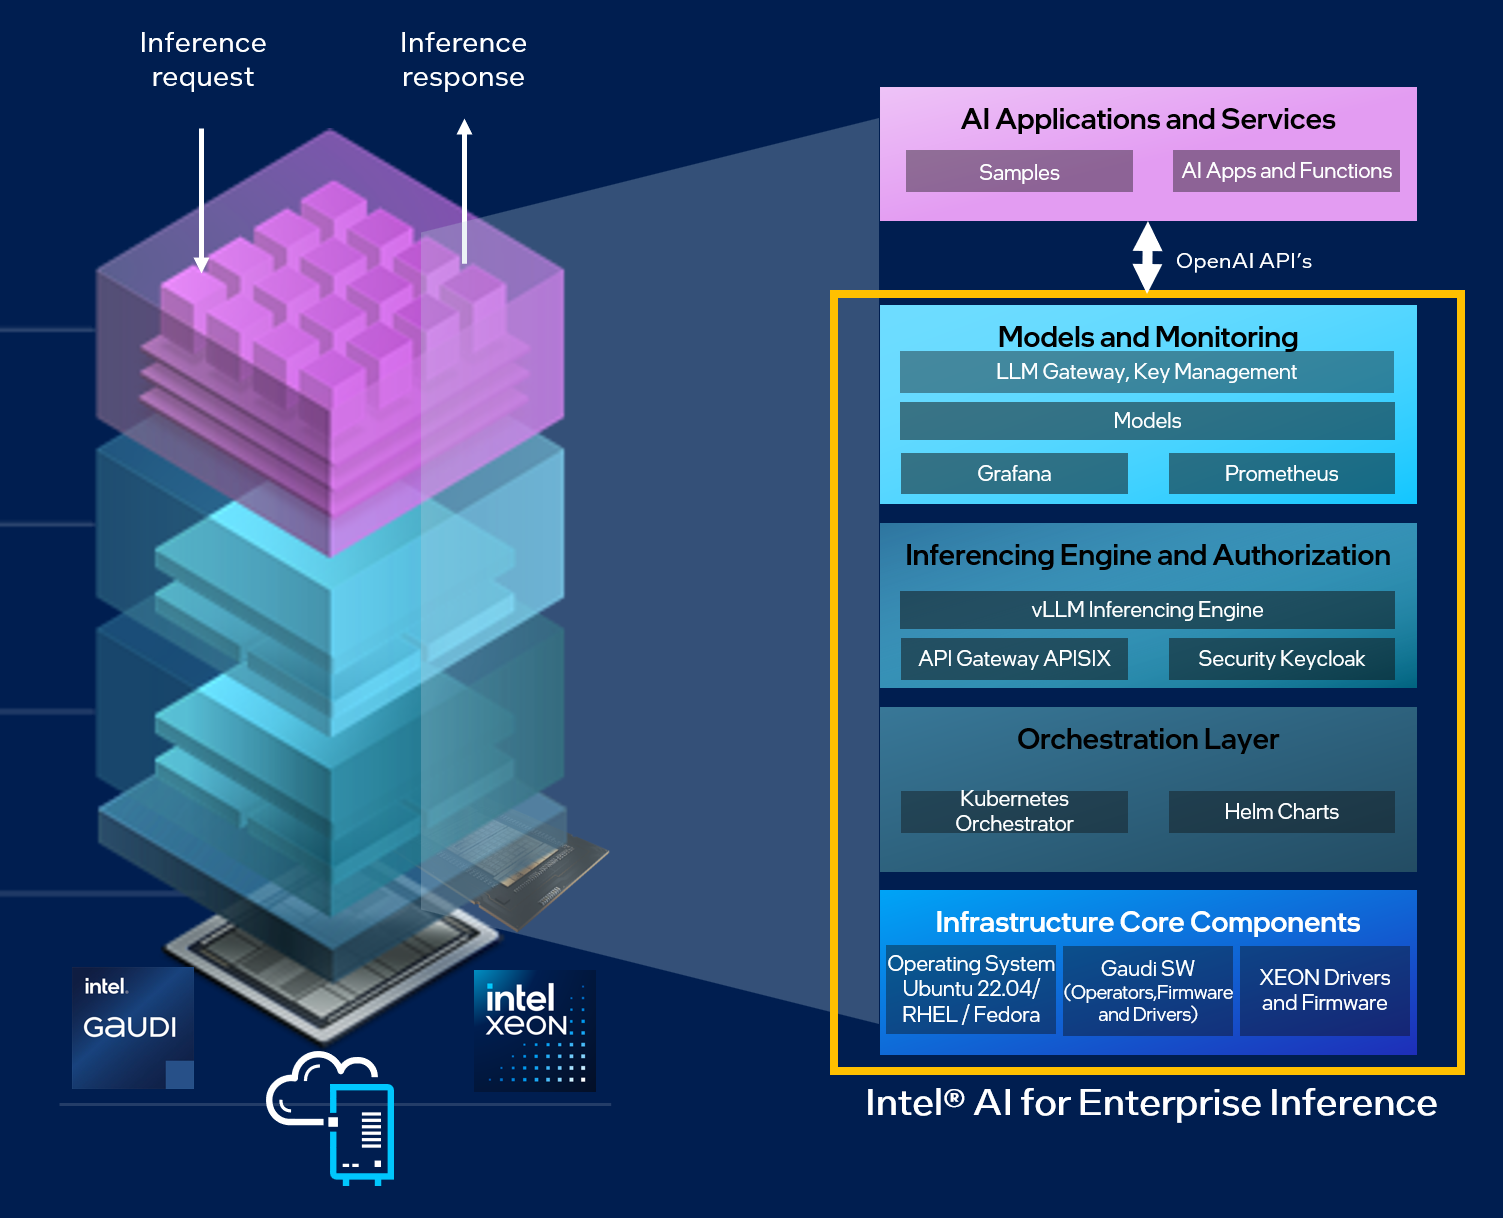 Inference
request
Inference
response
AI Applications and Services
Samples
AI Apps and Functions
OpenAI API's
Models and Monitoring
LLM Gateway, Key Management
Models
Grafana
Prometheus
Inferencing Engine and Authorization
vLLM Inferencing Engine
API Gateway APISIX
Security Keycloak
Orchestration Layer
Kubernetes
Orchestrator
Helm Charts
Infrastructure Core Components
Operating System
Ubuntu 22.04/
RHEL / Fedora
Gaudi SW
(Operators,Firmware
and Drivers)
XEON Drivers
and Firmware
intel.
GAUDI
intel
XEON
Intel® AI for Enterprise Inference